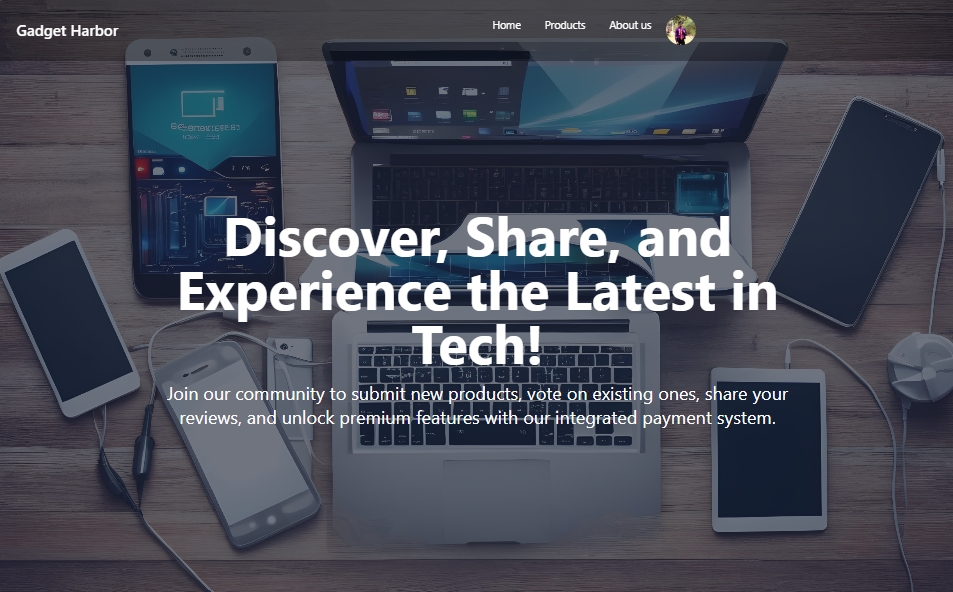 Gadget Harbor
Home Products About us
Discover, Share, and
Experience the Latest in
Tech!
Join our community to submit new products, vote on existing ones, share your
reviews, and unlock premium features with our integrated payment system.